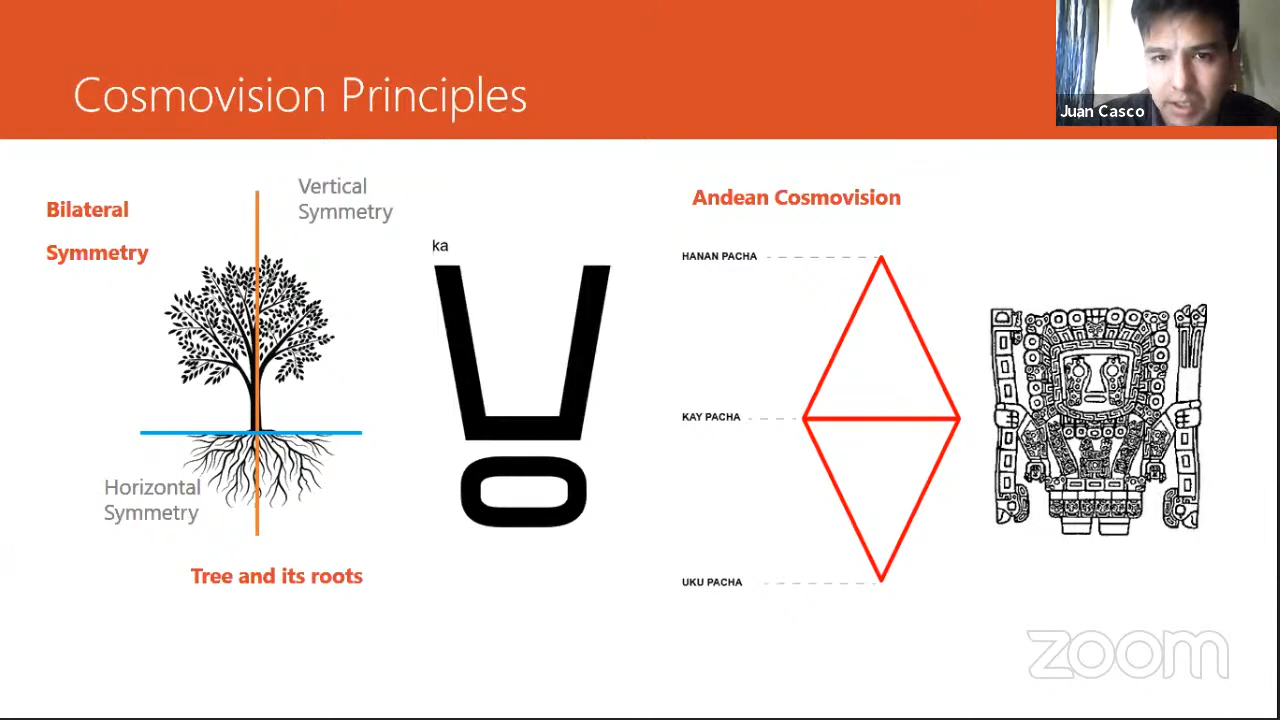 Cosmovision Principles
Juan Casco
Bilateral
Symmetry
Vertical
Symmetry
ka
Horizontal
Symmetry
Tree and its roots
Andean Cosmovision
HANAN PACHA
KAY PACHA
UKU PACHA
zoom